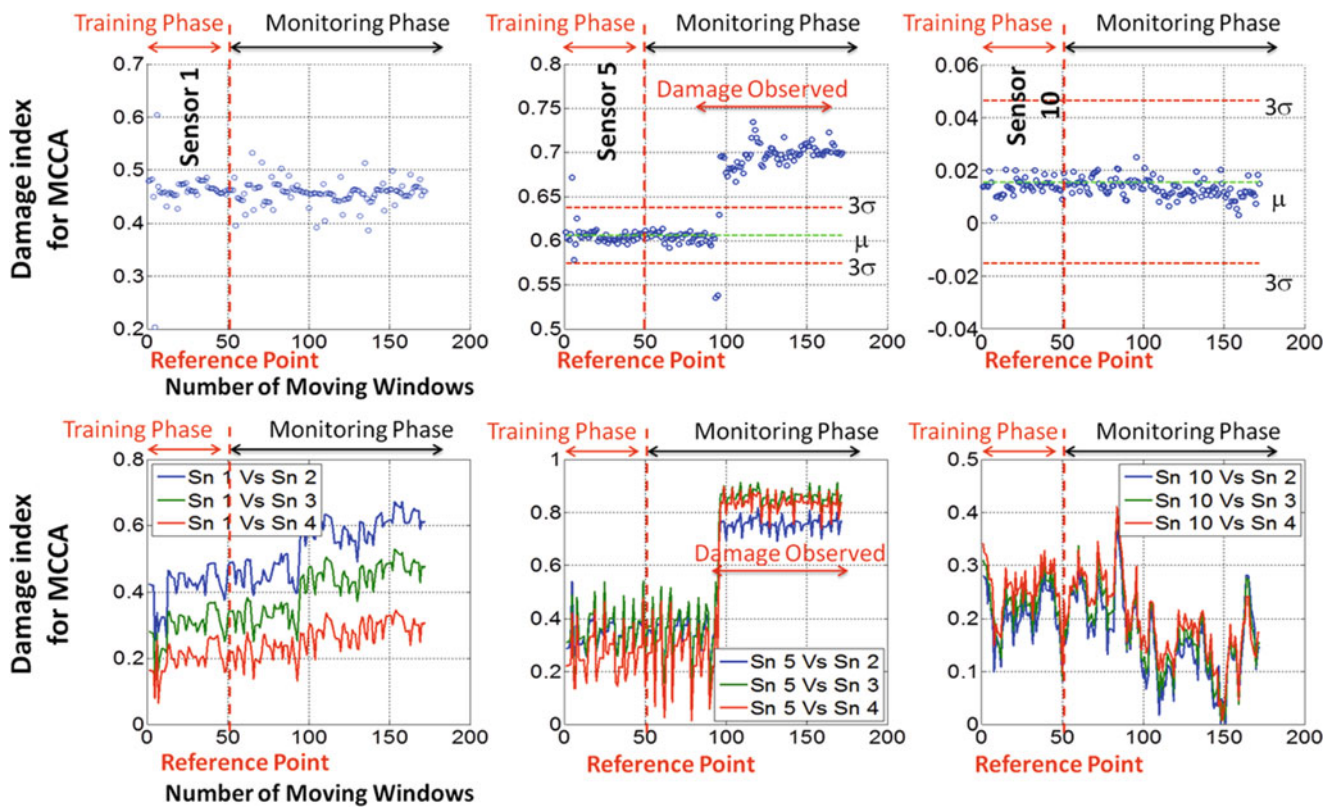 Training Phase
Monitoring Phase
Damage index
for MCCA
0.7
0.6
0.5
0.4
0.3
0.2
Sensor 1
0
50
100
150
200
Reference Point
Number of Moving Windows
Training Phase
Monitoring Phase
0.8
0.75
0.7
0.65
0.6
0.55
0.5
Sensor 5
Damage Observed
3σ
μ
3σ
0
50
100
150
200
Reference Point
Training Phase
Monitoring Phase
0.06
0.04
0.02
0
-0.02
-0.04
Sensor
10
3σ
μ
3σ
0
50
100
150
200
Reference Point
Training Phase
Monitoring Phase
Damage index
for MCCA
0.8
0.6
0.4
0.2
0
Sn 1 Vs Sn 2
Sn 1 Vs Sn 3
Sn 1 Vs Sn 4
0
50
100
150
200
Reference Point
Number of Moving Windows
Training Phase
Monitoring Phase
1
0.8
0.6
0.4
0.2
0
Damage Observed
Sn 5 Vs Sn 2
Sn 5 Vs Sn 3
Sn 5 Vs Sn 4
0
50
100
150
200
Reference Point
Training Phase
Monitoring Phase
0.5
0.4
0.3
0.2
0.1
0
Sn 10 Vs Sn 2
Sn 10 Vs Sn 3
Sn 10 Vs Sn 4
0
50
100
150
200
Reference Point